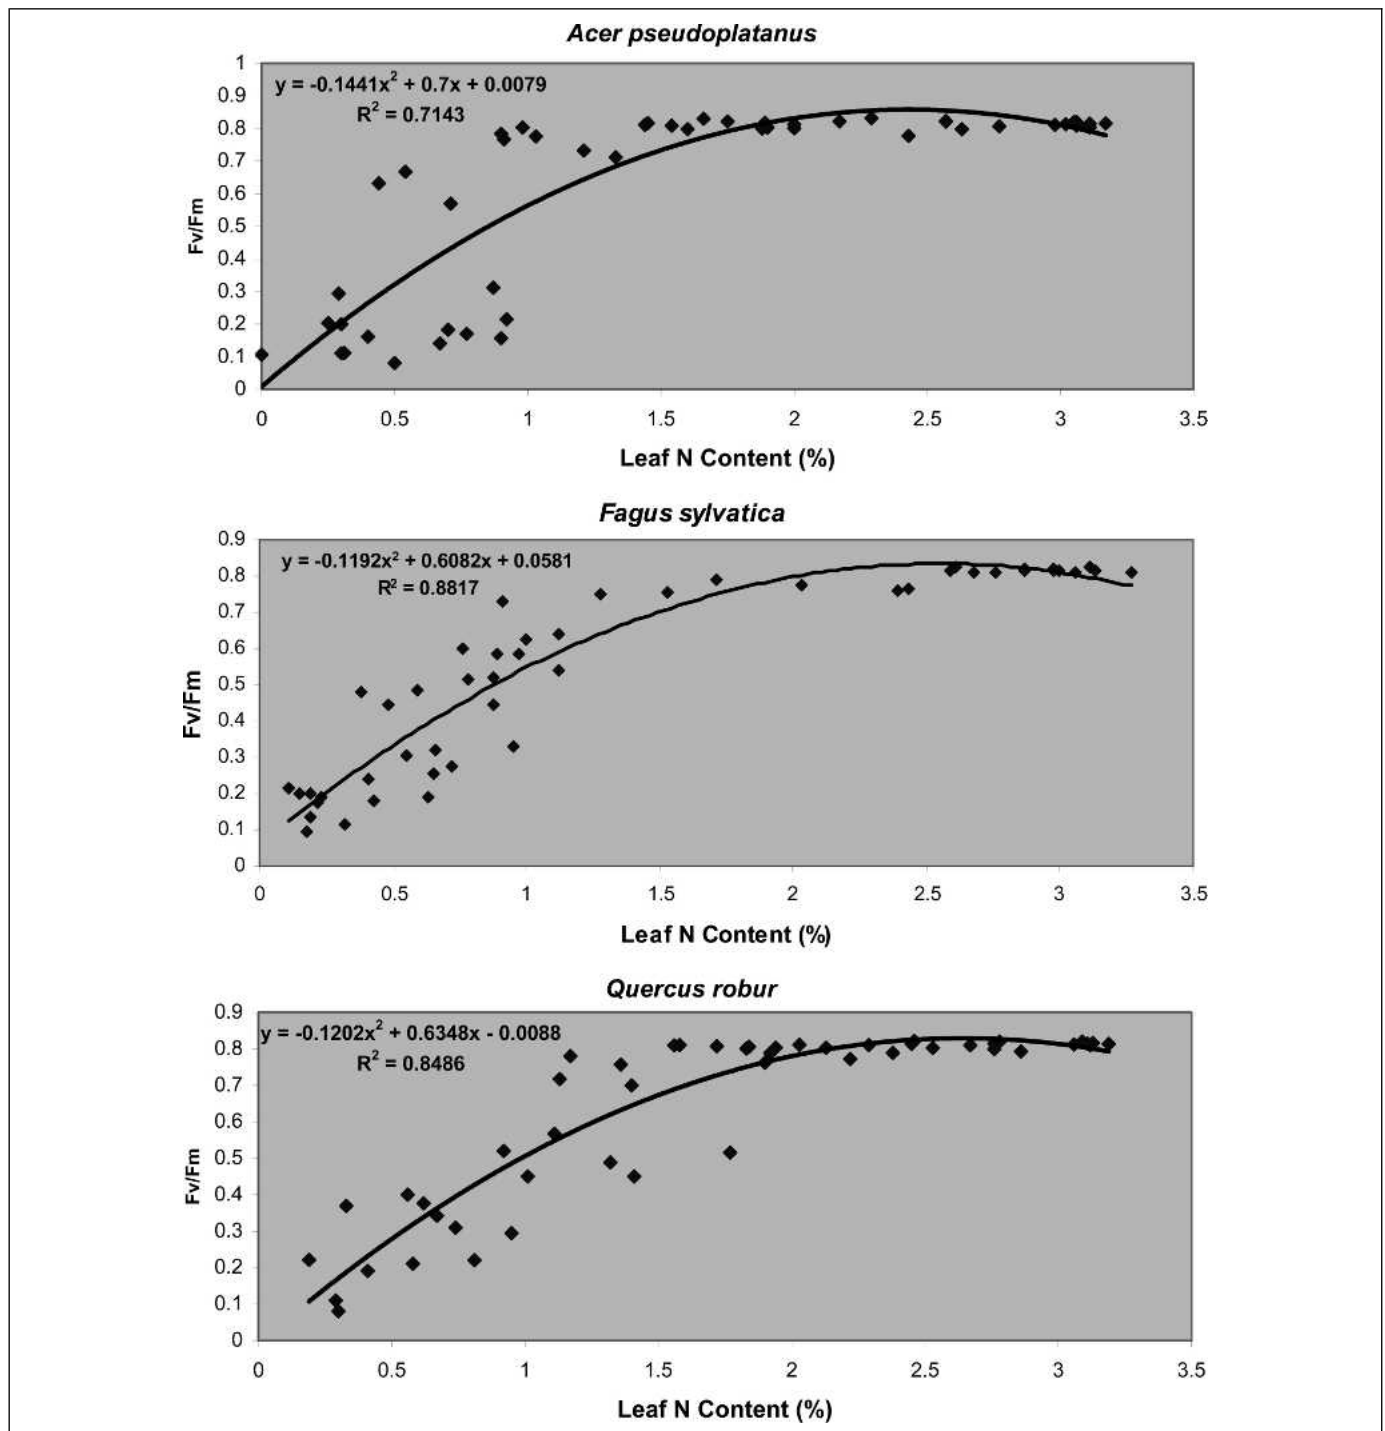 Acer pseudoplatanus
1
y = -0.1441x² + 0.7x + 0.0079
0.9
R² = 0.7143
0.8
0.7
0.6
0.5
Fv/Fm
0.4
0.3
0.2
0.1
0
0 0.5 1 1.5 2 2.5 3 3.5
Leaf N Content (%)
Fagus sylvatica
0.9
y = -0.1192x² + 0.6082x + 0.0581
R² = 0.8817
0.8
0.7
0.6
0.5
Fv/Fm
0.4
0.3
0.2
0.1
0
0 0.5 1 1.5 2 2.5 3 3.5
Leaf N Content (%)
Quercus robur
0.9
y = -0.1202x² + 0.6348x - 0.0088
0.8
R² = 0.8486
0.7
0.6
0.5
Fv/Fm
0.4
0.3
0.2
0.1
0
0 0.5 1 1.5 2 2.5 3 3.5
Leaf N Content (%)